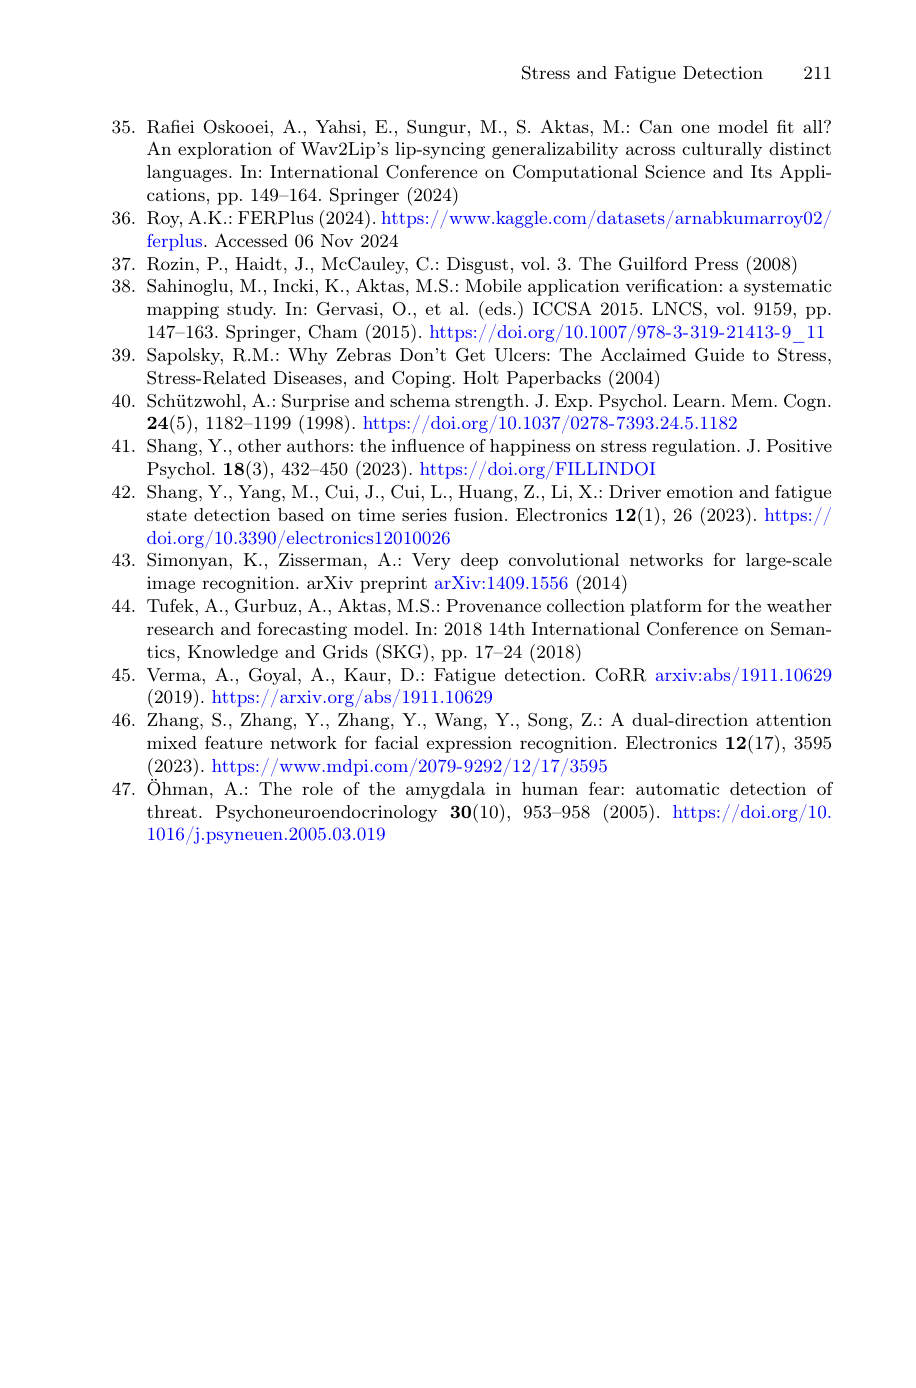 Stress and Fatigue Detection 211
35. Rafiei Oskooei, A., Yahsi, E., Sungur, M., S. Aktas, M.: Can one model fit all?
An exploration of Wav2Lip's lip-syncing generalizability across culturally distinct
languages. In: International Conference on Computational Science and Its Appli-
cations, pp. 149–164. Springer (2024)
36. Roy, A.K.: FERPlus (2024). https://www.kaggle.com/datasets/arnabkumarroy02/
ferplus. Accessed 06 Nov 2024
37. Rozin, P., Haidt, J., McCauley, C.: Disgust, vol. 3. The Guilford Press (2008)
38. Sahinoglu, M., Incki, K., Aktas, M.S.: Mobile application verification: a systematic
mapping study. In: Gervasi, O., et al. (eds.) ICCSA 2015. LNCS, vol. 9159, pp.
147–163. Springer, Cham (2015). https://doi.org/10.1007/978-3-319-21413-9_11
39. Sapolsky, R.M.: Why Zebras Don't Get Ulcers: The Acclaimed Guide to Stress,
Stress-Related Diseases, and Coping. Holt Paperbacks (2004)
40. Schützwohl, A.: Surprise and schema strength. J. Exp. Psychol. Learn. Mem. Cogn.
24(5), 1182–1199 (1998). https://doi.org/10.1037/0278-7393.24.5.1182
41. Shang, Y., other authors: the influence of happiness on stress regulation. J. Positive
Psychol. 18(3), 432–450 (2023). https://doi.org/FILLINDOI
42. Shang, Y., Yang, M., Cui, J., Cui, L., Huang, Z., Li, X.: Driver emotion and fatigue
state detection based on time series fusion. Electronics 12(1), 26 (2023). https://
doi.org/10.3390/electronics12010026
43. Simonyan, K., Zisserman, A.: Very deep convolutional networks for large-scale
image recognition. arXiv preprint arXiv:1409.1556 (2014)
44. Tufek, A., Gurbuz, A., Aktas, M.S.: Provenance collection platform for the weather
research and forecasting model. In: 2018 14th International Conference on Seman-
tics, Knowledge and Grids (SKG), pp. 17–24 (2018)
45. Verma, A., Goyal, A., Kaur, D.: Fatigue detection. CoRR arxiv:abs/1911.10629
(2019). https://arxiv.org/abs/1911.10629
46. Zhang, S., Zhang, Y., Zhang, Y., Wang, Y., Song, Z.: A dual-direction attention
mixed feature network for facial expression recognition. Electronics 12(17), 3595
(2023). https://www.mdpi.com/2079-9292/12/17/3595
47. Öhman, A.: The role of the amygdala in human fear: automatic detection of
threat. Psychoneuroendocrinology 30(10), 953–958 (2005). https://doi.org/10.
1016/j.psyneuen.2005.03.019